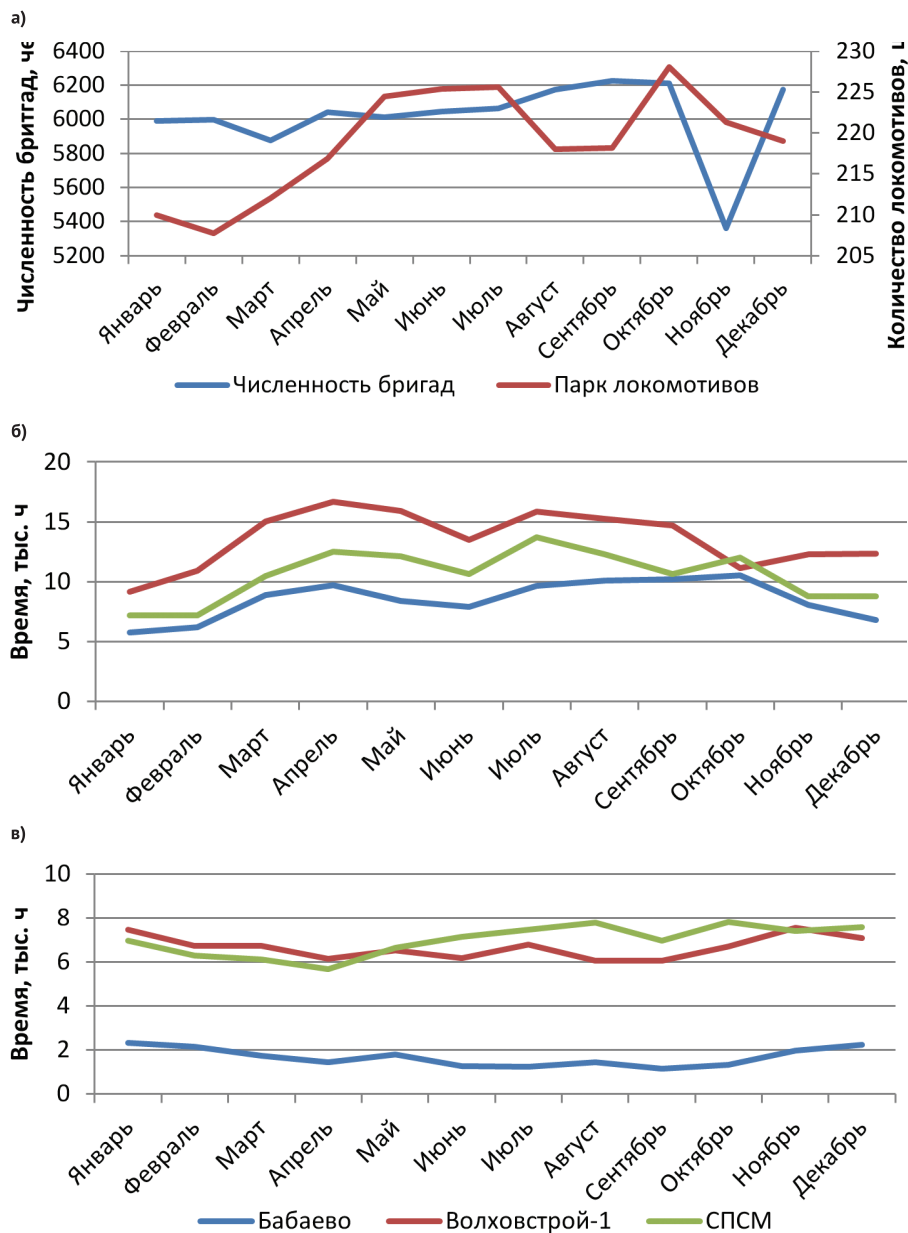 а)
Численность бритгад, че
6400
6200
6000
5800
5600
5400
5200
230
225
220
215
210
205
Количество локомотивов, ц
Январь
Февраль
Март
Апрель
Май
Июнь
Июль
Август
Сентябрь
Октябрь
Ноябрь
Декабрь
Численность бригад
Парк локомотивов
б)
Время, тыс. ч
20
15
10
5
0
Январь
Февраль
Март
Апрель
Май
Июнь
Июль
Август
Сентябрь
Октябрь
Ноябрь
Декабрь
в)
Время, тыс. ч
10
8
6
4
2
0
Январь
Февраль
Март
Апрель
Май
Июнь
Июль
Август
Сентябрь
Октябрь
Ноябрь
Декабрь
Бабаево
Волховстрой-1
СПСМ